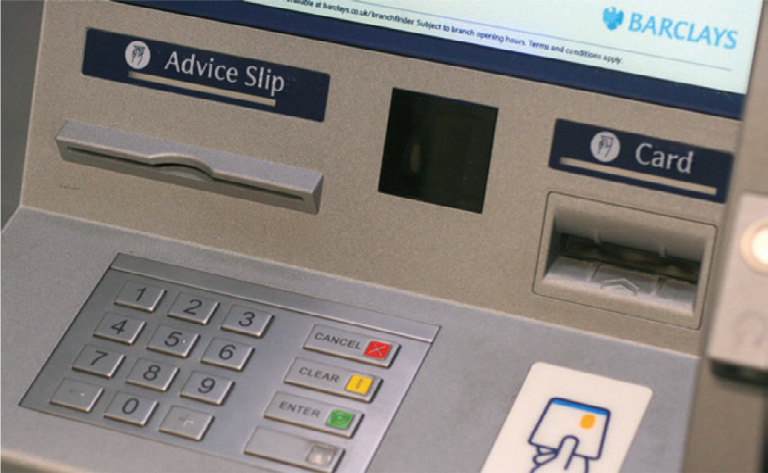 available at barclays.co.uk/branchfinder. Subject to branch opening hours. Terms and conditions apply.
BARCLAYS
Advice Slip
Card
1 2 3
CANCEL
4 5 6
CLEAR
7 8 9
ENTER
0